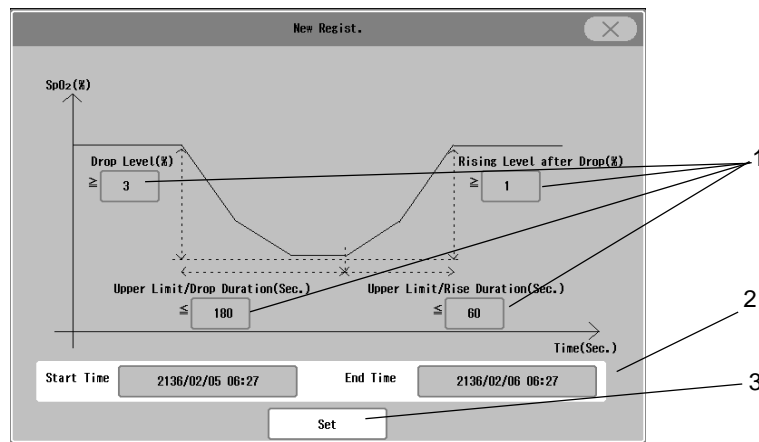 New Regist.
SpO₂(%)
Drop Level(%)
≧ 3
Rising Level after Drop(%)
≧ 1
1
Upper Limit/Drop Duration(Sec.)
≦ 180
Upper Limit/Rise Duration(Sec.)
≦ 60
Time(Sec.)
2
Start Time 2136/02/05 06:27 End Time 2136/02/06 06:27
3
Set